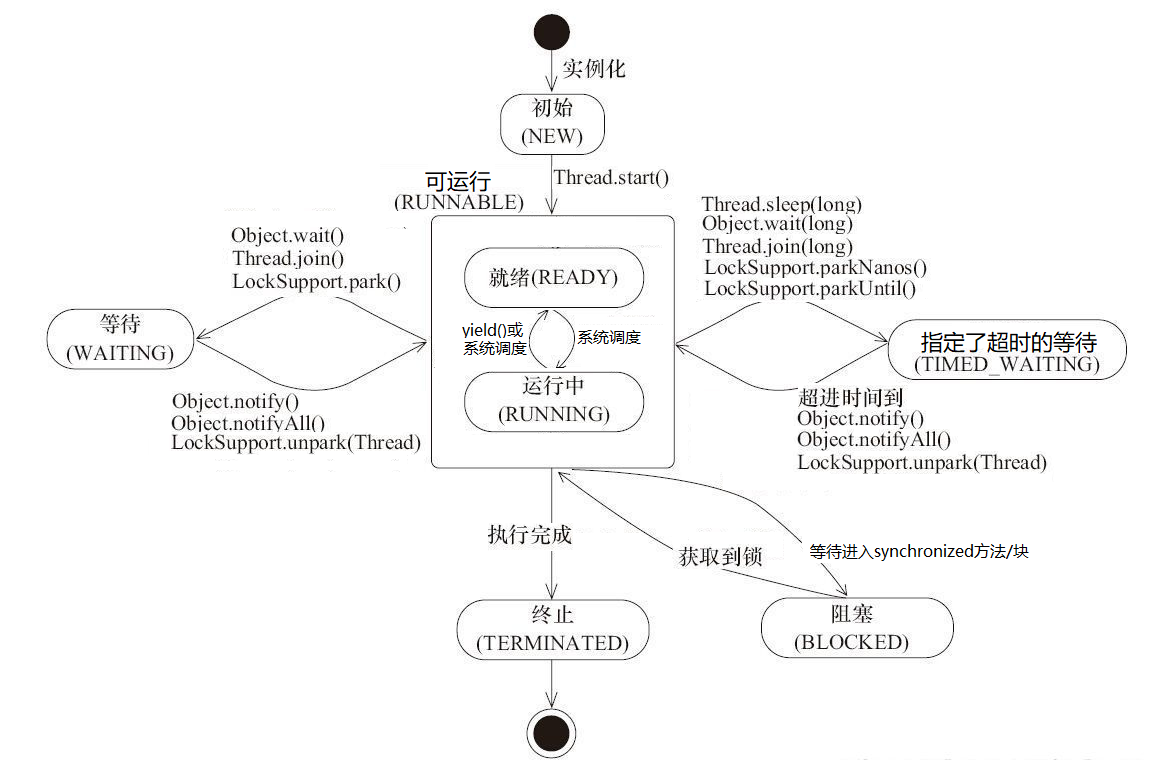 实例化
初始
(NEW)
Thread.start()
可运行
(RUNNABLE)
Object.wait()
Thread.join()
LockSupport.park()
Thread.sleep(long)
Object.wait(long)
Thread.join(long)
LockSupport.parkNanos()
LockSupport.parkUntil()
就绪(READY)
等待
(WAITING)
yield()或
系统调度
系统调度
指定了超时的等待
(TIMED_WAITING)
运行中
(RUNNING)
Object.notify()
Object.notifyAll()
LockSupport.unpark(Thread)
超进时间到
Object.notify()
Object.notifyAll()
LockSupport.unpark(Thread)
执行完成
获取到锁
等待进入synchronized方法/块
终止
(TERMINATED)
阻塞
(BLOCKED)